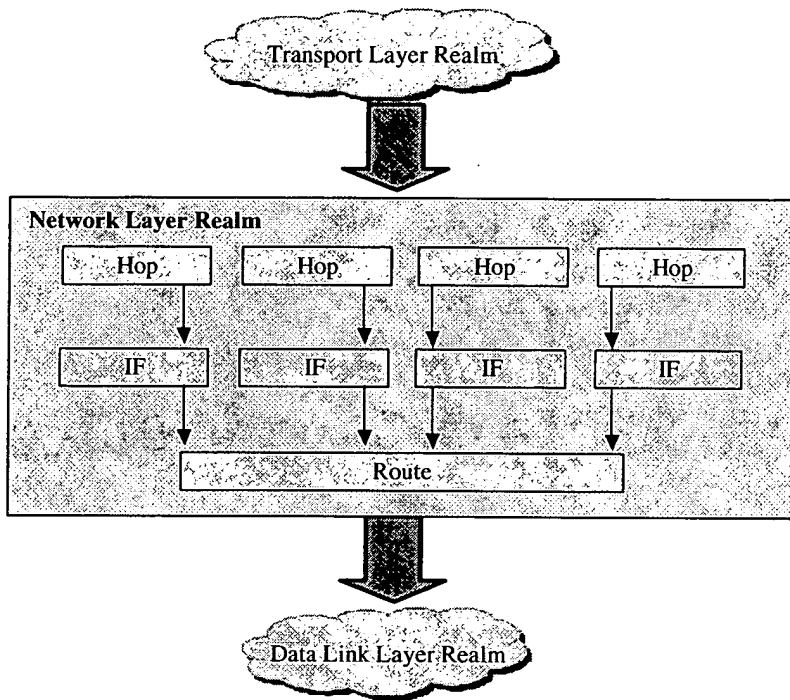 Transport Layer Realm
Network Layer Realm
Hop Hop Hop Hop
IF IF IF IF
Route
Data Link Layer Realm